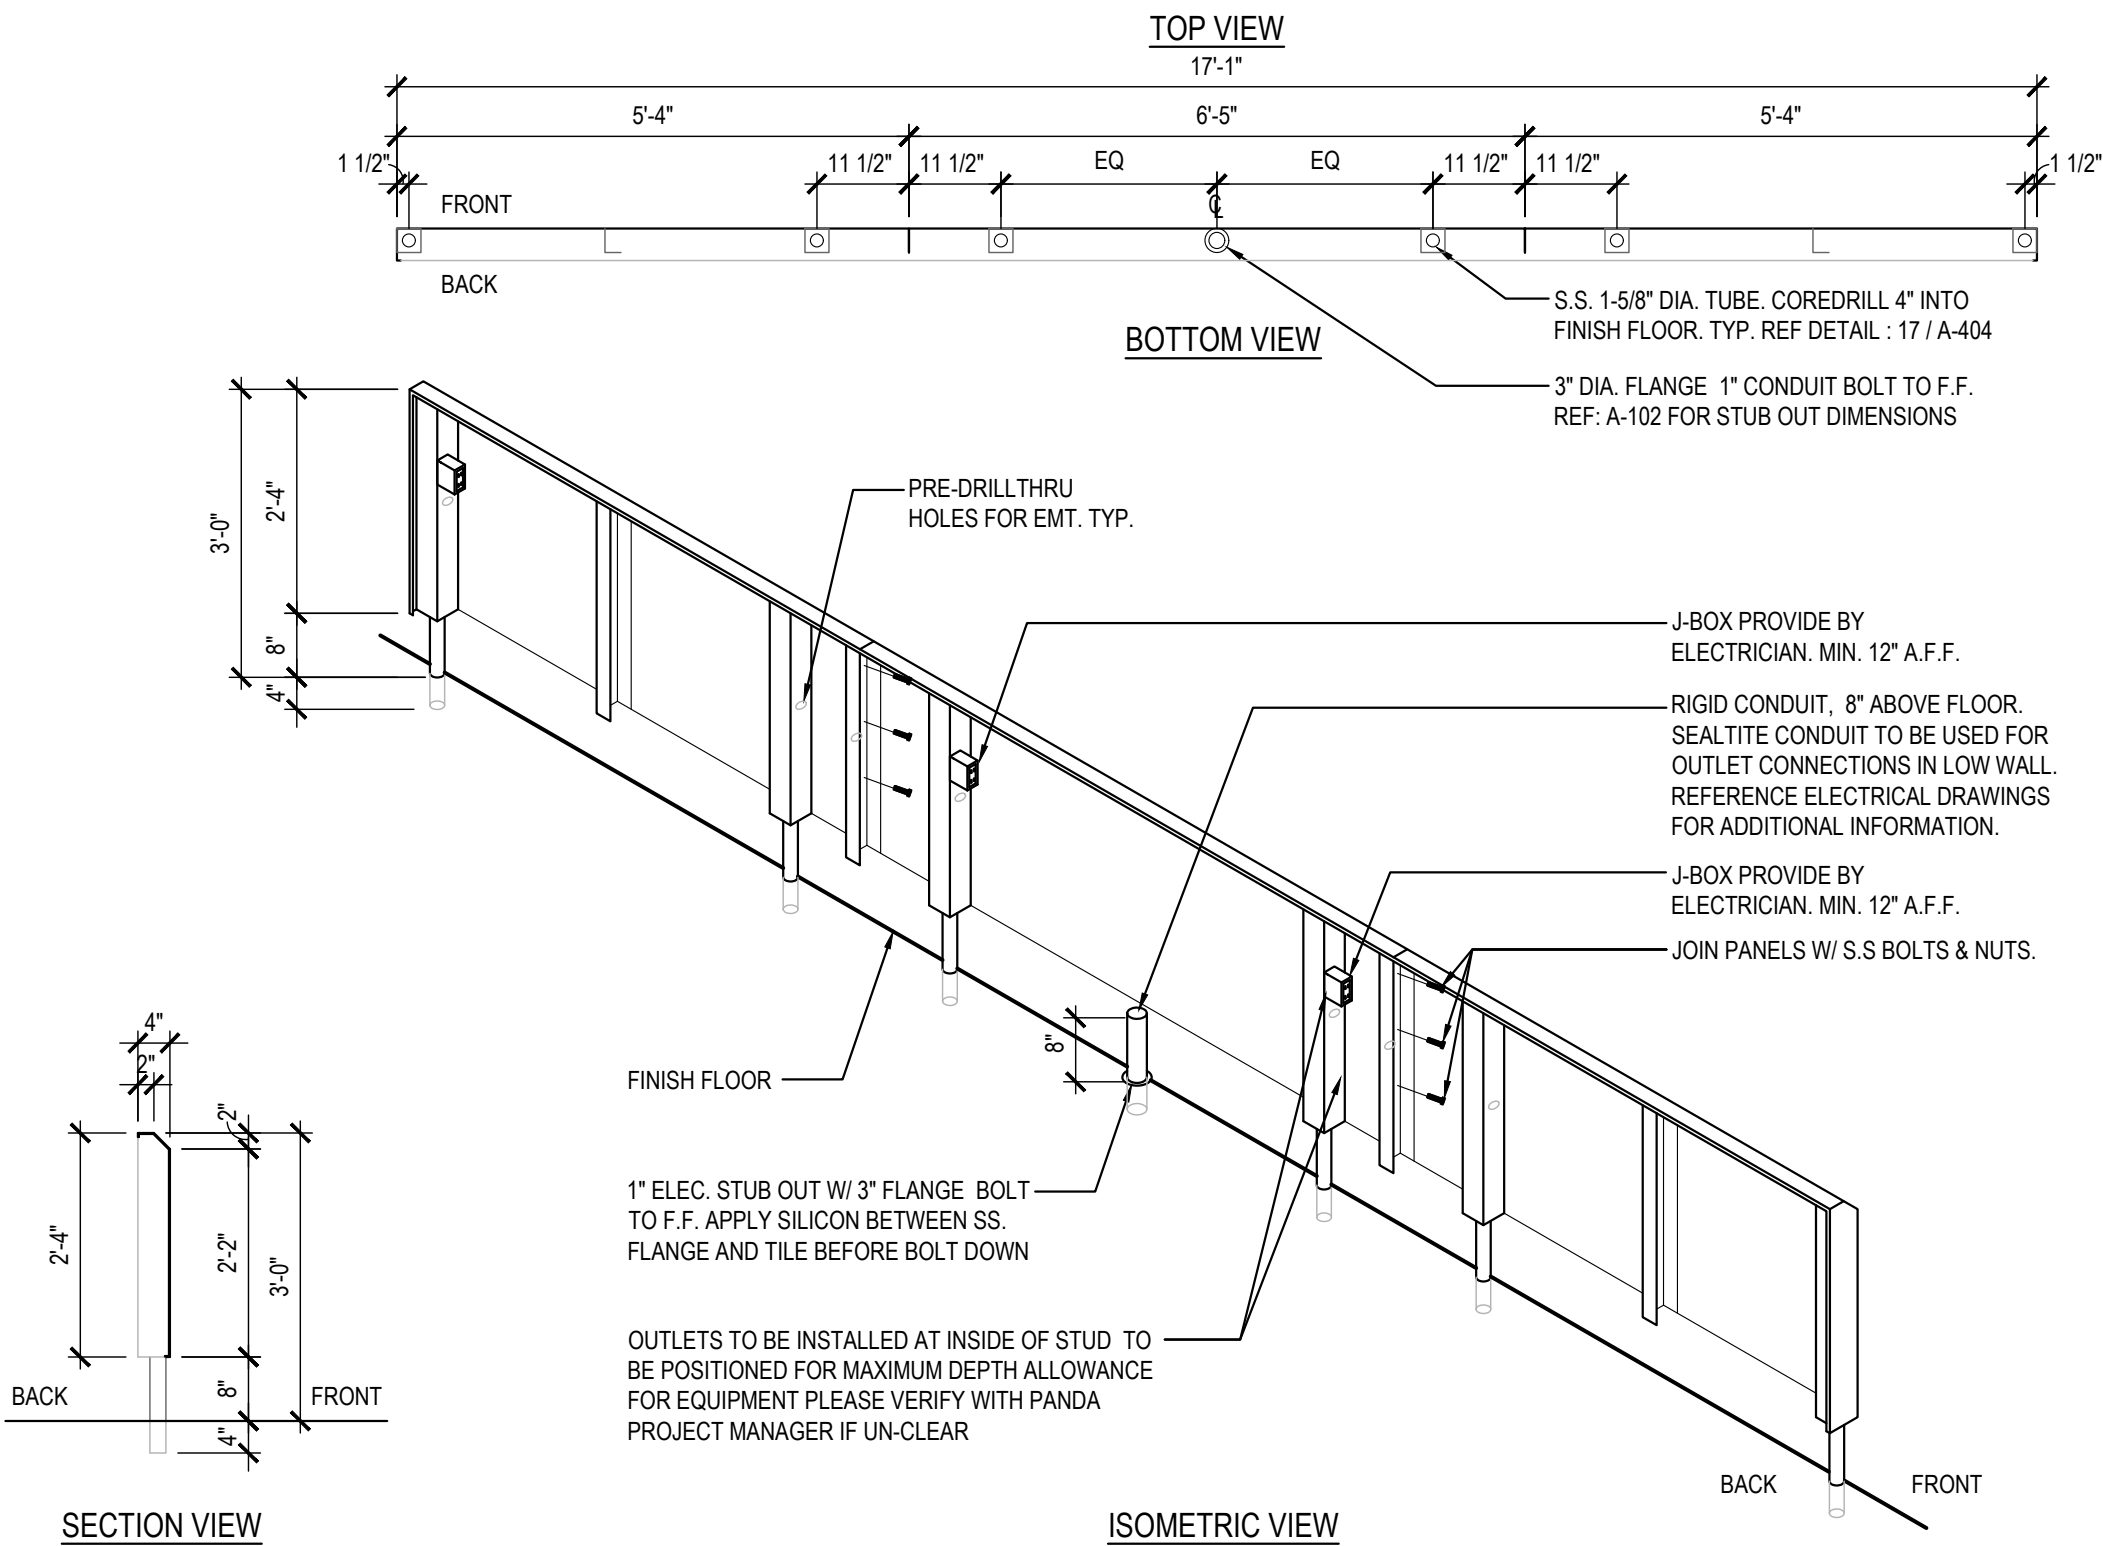 TOP VIEW
17'-1"
5'-4" 6'-5" 5'-4"
1 1/2" 11 1/2" 11 1/2" EQ EQ 11 1/2" 11 1/2" 1 1/2"
FRONT
℄
BACK
BOTTOM VIEW
S.S. 1-5/8" DIA. TUBE. COREDRILL 4" INTO
FINISH FLOOR. TYP. REF DETAIL : 17 / A-404
3" DIA. FLANGE 1" CONDUIT BOLT TO F.F.
REF: A-102 FOR STUB OUT DIMENSIONS
3'-0"
2'-4"
8"
4"
PRE-DRILLTHRU
HOLES FOR EMT. TYP.
J-BOX PROVIDE BY
ELECTRICIAN. MIN. 12" A.F.F.
RIGID CONDUIT, 8" ABOVE FLOOR.
SEALTITE CONDUIT TO BE USED FOR
OUTLET CONNECTIONS IN LOW WALL.
REFERENCE ELECTRICAL DRAWINGS
FOR ADDITIONAL INFORMATION.
J-BOX PROVIDE BY
ELECTRICIAN. MIN. 12" A.F.F.
JOIN PANELS W/ S.S BOLTS & NUTS.
8"
FINISH FLOOR
1" ELEC. STUB OUT W/ 3" FLANGE BOLT
TO F.F. APPLY SILICON BETWEEN SS.
FLANGE AND TILE BEFORE BOLT DOWN
OUTLETS TO BE INSTALLED AT INSIDE OF STUD TO
BE POSITIONED FOR MAXIMUM DEPTH ALLOWANCE
FOR EQUIPMENT PLEASE VERIFY WITH PANDA
PROJECT MANAGER IF UN-CLEAR
4"
2"
2"
2'-4"
2'-2"
3'-0"
8"
4"
BACK FRONT
SECTION VIEW
BACK FRONT
ISOMETRIC VIEW